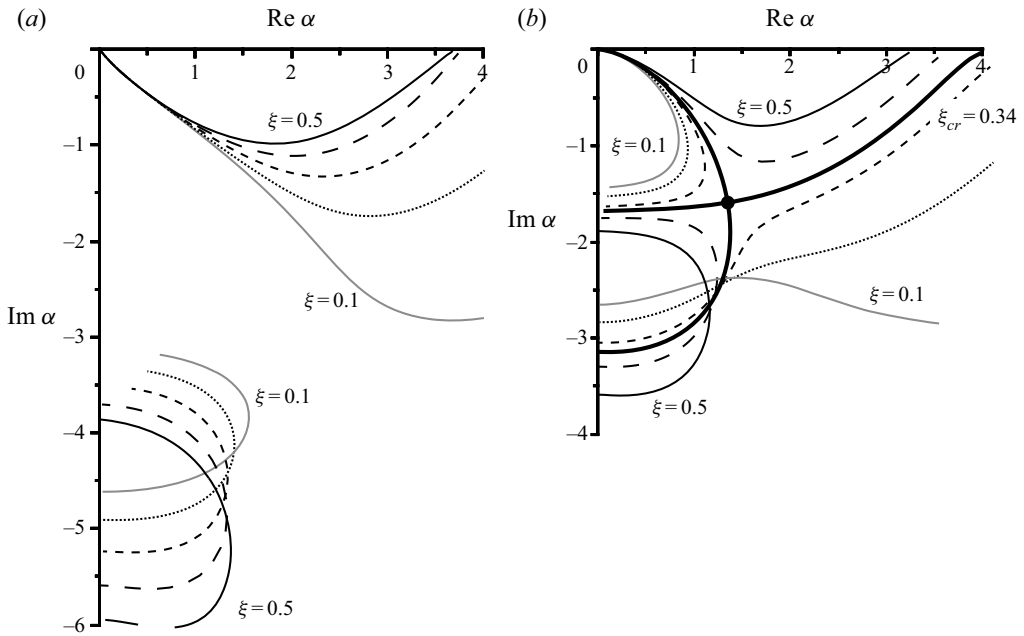 (a)
Re α
0
1
2
3
4
–1
–2
–3
–4
–5
–6
Im α
ξ = 0.5
ξ = 0.1
ξ = 0.1
ξ = 0.5
(b)
Re α
0
1
2
3
4
–1
–2
–3
–4
Im α
ξ = 0.5
ξcr = 0.34
ξ = 0.1
ξ = 0.1
ξ = 0.5